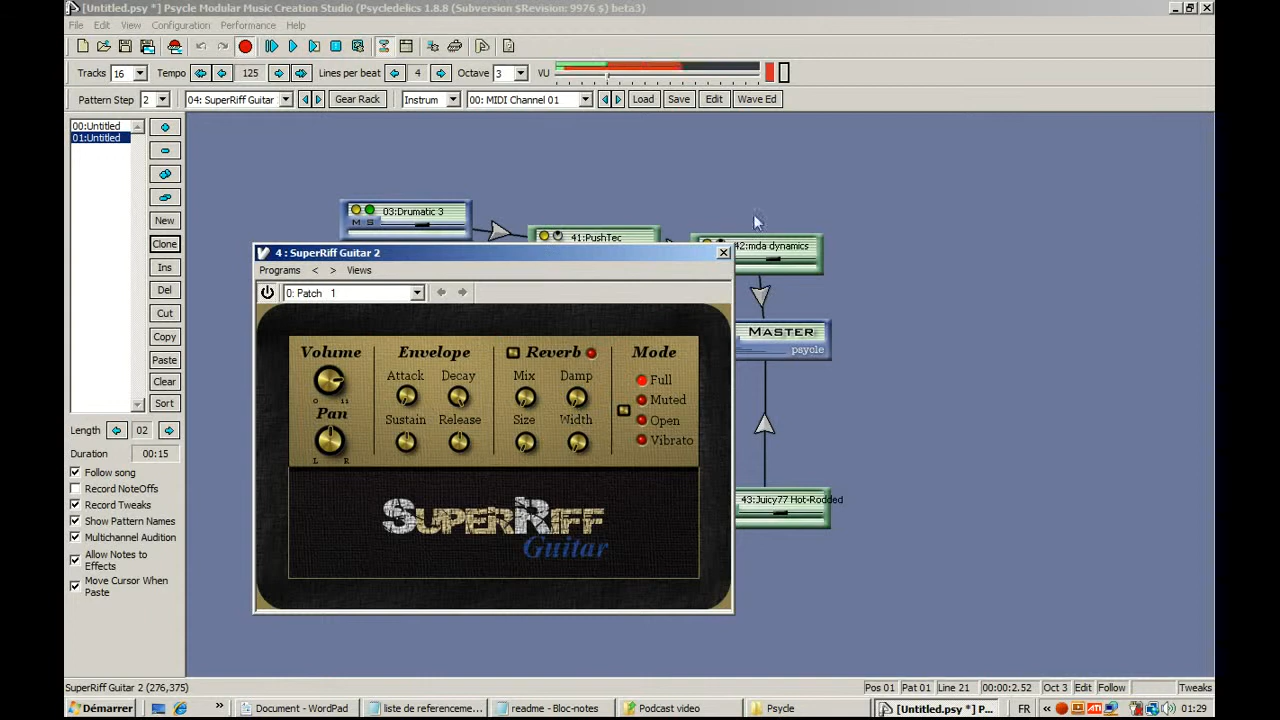 [Untitled.psy *] Psycle Modular Music Creation Studio (Psycledelics 1.8.8 (Subversion $Revision: 9976 $) beta3)
File Edit View Configuration Performance Help
Tracks 16 Tempo 125 Lines per beat 4 Octave 3 VU
Pattern Step 2 04: SuperRiff Guitar Gear Rack Instrum 00: MIDI Channel 01 Load Save Edit Wave Ed
00:Untitled
01:Untitled
New
Clone
Ins
Del
Cut
Copy
Paste
Clear
Sort
Length 02
Duration 00:15
Follow song
Record NoteOffs
Record Tweaks
Show Pattern Names
Multichannel Audition
Allow Notes to
Effects
Move Cursor When
Paste
03:Drumatic 3
M S
41:PushTec
42:mda dynamics
MASTER
psycle
43:Juicy77 Hot-Rodded
4 : SuperRiff Guitar 2
Programs < > Views
0: Patch 1
Volume Envelope Reverb Mode
Attack Decay Mix Damp Full
0 11 Muted
Pan Sustain Release Size Width Open
Vibrato
L R
SUPERRIFF
Guitar
SuperRiff Guitar 2 (276,375) Pos 01 Pat 01 Line 21 00:00:2.52 Oct 3 Edit Follow Tweaks
Démarrer » Document - WordPad liste de referenceme... readme - Bloc-notes Podcast video Psycle [Untitled.psy *] P... FR « 01:29